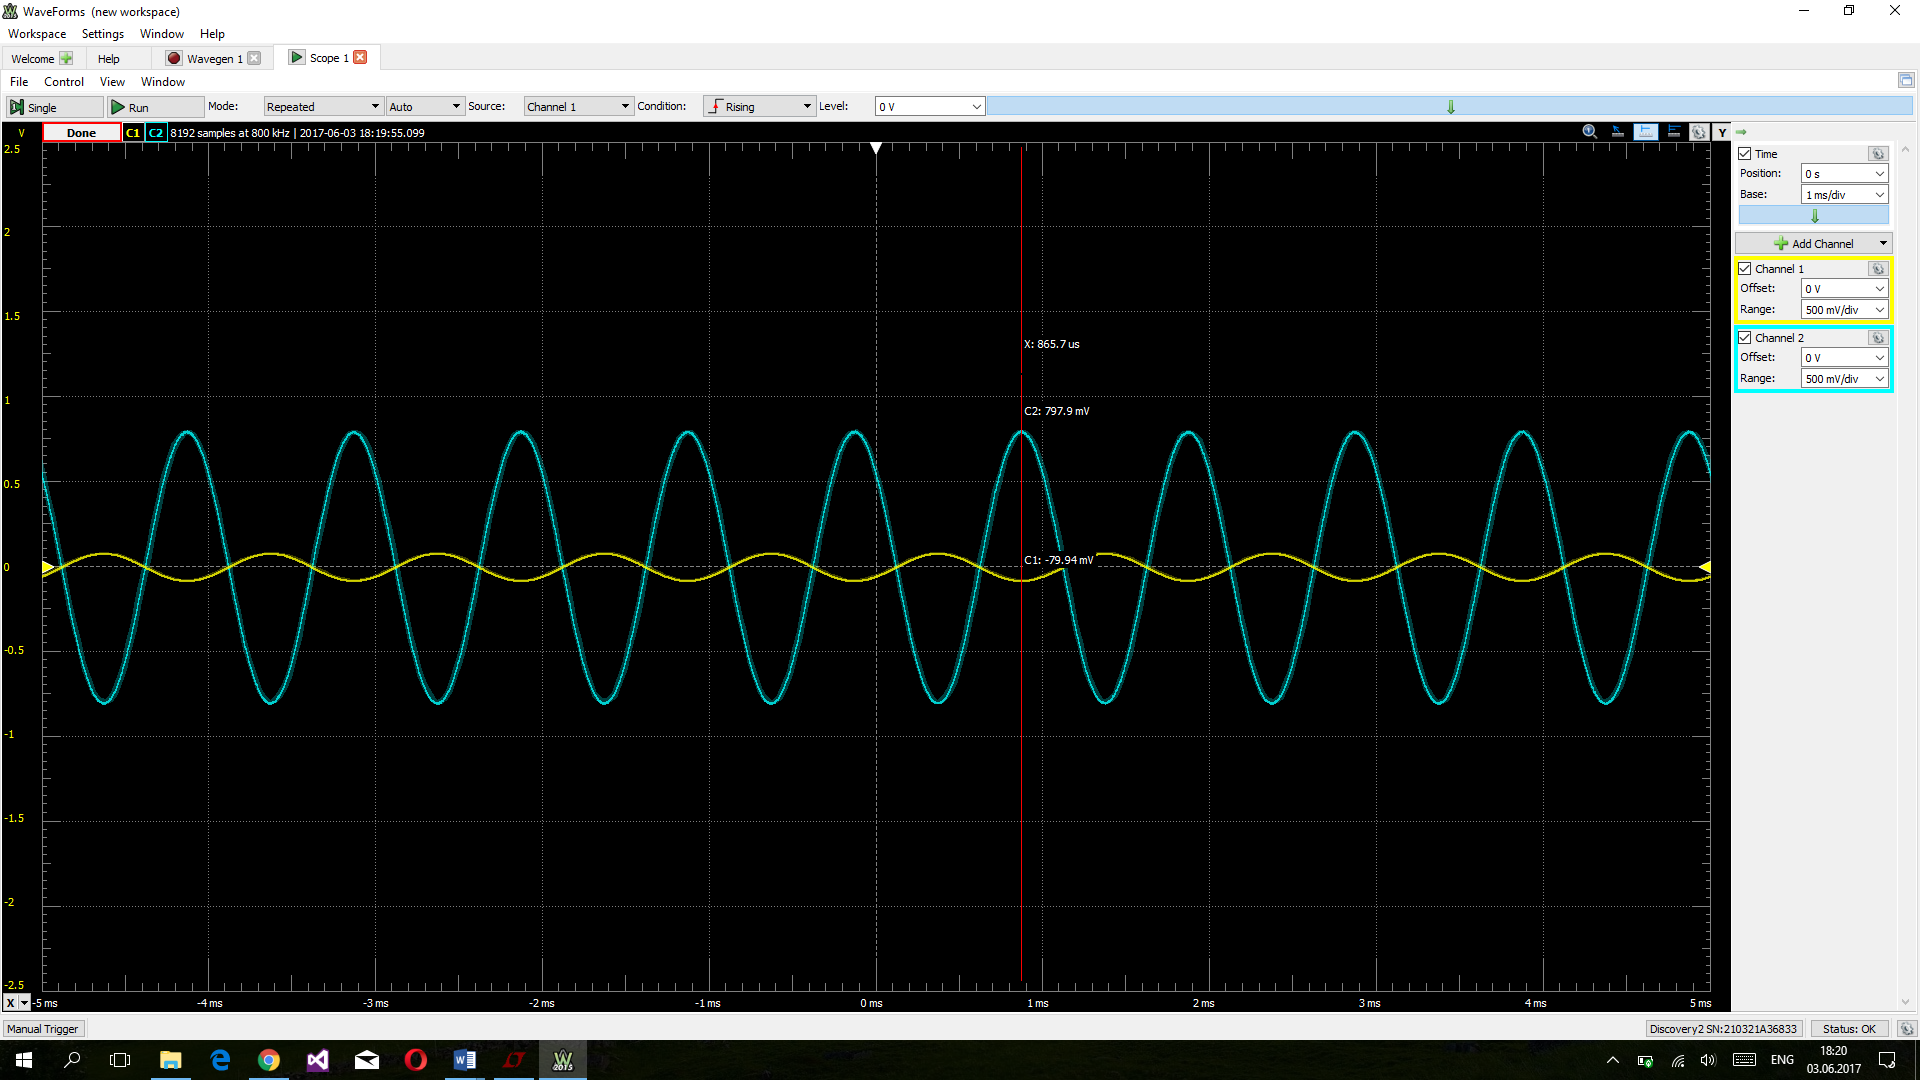 WaveForms (new workspace)
Workspace Settings Window Help
Welcome Help Wavegen 1 Scope 1
File Control View Window
Single Run Mode: Repeated Auto Source: Channel 1 Condition: Rising Level: 0 V
V Done C1 C2 8192 samples at 800 kHz | 2017-06-03 18:19:55.099 Y
2.5
2
1.5
1
0.5
0
-0.5
-1
-1.5
-2
-2.5
X: 865.7 us
C2: 797.9 mV
C1: -79.94 mV
X -5 ms -4 ms -3 ms -2 ms -1 ms 0 ms 1 ms 2 ms 3 ms 4 ms 5 ms
Time
Position: 0 s
Base: 1 ms/div
Add Channel
Channel 1
Offset: 0 V
Range: 500 mV/div
Channel 2
Offset: 0 V
Range: 500 mV/div
Manual Trigger Discovery2 SN:210321A36833 Status: OK
ENG 18:20
03.06.2017